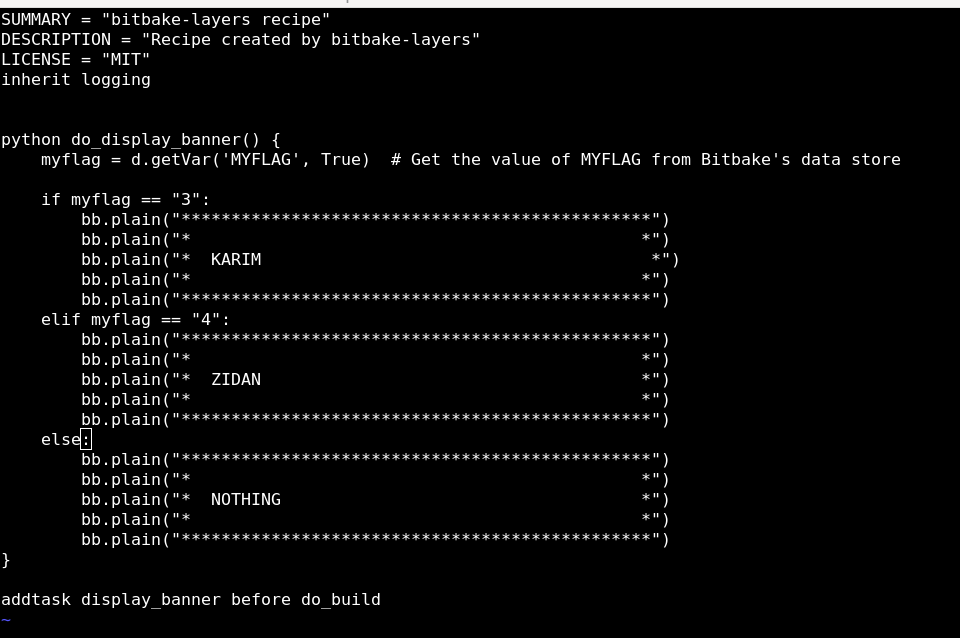 SUMMARY = "bitbake-layers recipe"
DESCRIPTION = "Recipe created by bitbake-layers"
LICENSE = "MIT"
inherit logging


python do_display_banner() {
    myflag = d.getVar('MYFLAG', True)  # Get the value of MYFLAG from Bitbake's data store

    if myflag == "3":
        bb.plain("***********************************************")
        bb.plain("*                                             *")
        bb.plain("*  KARIM                                       *")
        bb.plain("*                                             *")
        bb.plain("***********************************************")
    elif myflag == "4":
        bb.plain("***********************************************")
        bb.plain("*                                             *")
        bb.plain("*  ZIDAN                                      *")
        bb.plain("*                                             *")
        bb.plain("***********************************************")
    else:
        bb.plain("***********************************************")
        bb.plain("*                                             *")
        bb.plain("*  NOTHING                                    *")
        bb.plain("*                                             *")
        bb.plain("***********************************************")
}

addtask display_banner before do_build
~